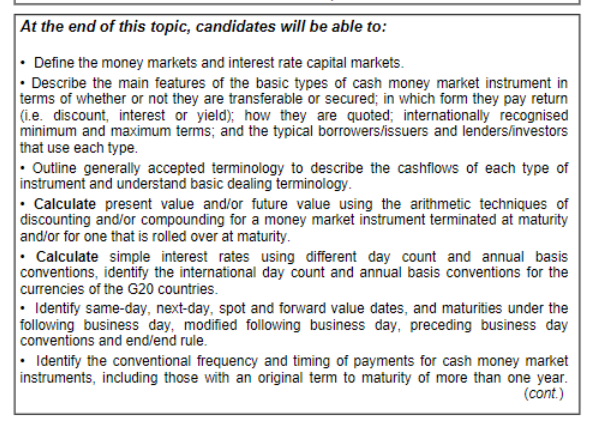 At the end of this topic, candidates will be able to:
• Define the money markets and interest rate capital markets.
• Describe the main features of the basic types of cash money market instrument in
terms of whether or not they are transferable or secured; in which form they pay return
(i.e. discount, interest or yield); how they are quoted; internationally recognised
minimum and maximum terms; and the typical borrowers/issuers and lenders/investors
that use each type.
• Outline generally accepted terminology to describe the cashflows of each type of
instrument and understand basic dealing terminology.
• Calculate present value and/or future value using the arithmetic techniques of
discounting and/or compounding for a money market instrument terminated at maturity
and/or for one that is rolled over at maturity.
• Calculate simple interest rates using different day count and annual basis
conventions, identify the international day count and annual basis conventions for the
currencies of the G20 countries.
• Identify same-day, next-day, spot and forward value dates, and maturities under the
following business day, modified following business day, preceding business day
conventions and end/end rule.
• Identify the conventional frequency and timing of payments for cash money market
instruments, including those with an original term to maturity of more than one year.
(cont.)